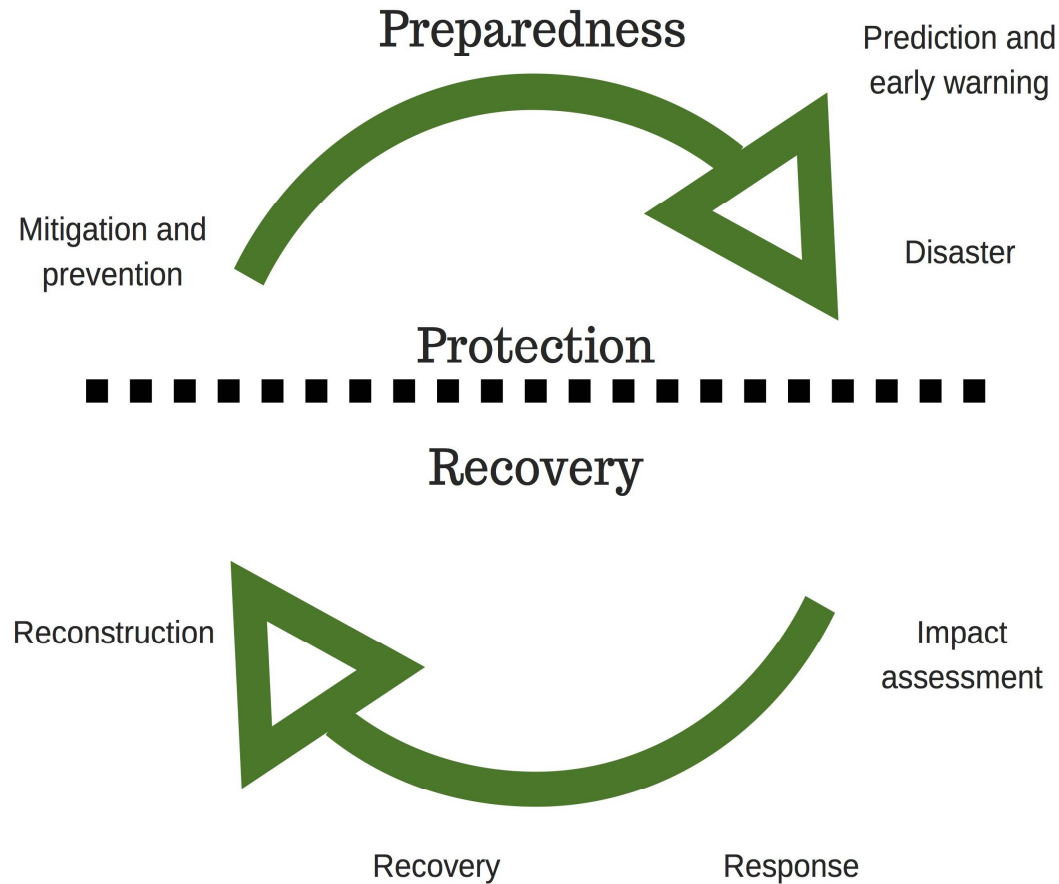 Preparedness
Prediction and
early warning
Mitigation and
prevention
Disaster
Protection
Recovery
Reconstruction
Impact
assessment
Recovery
Response